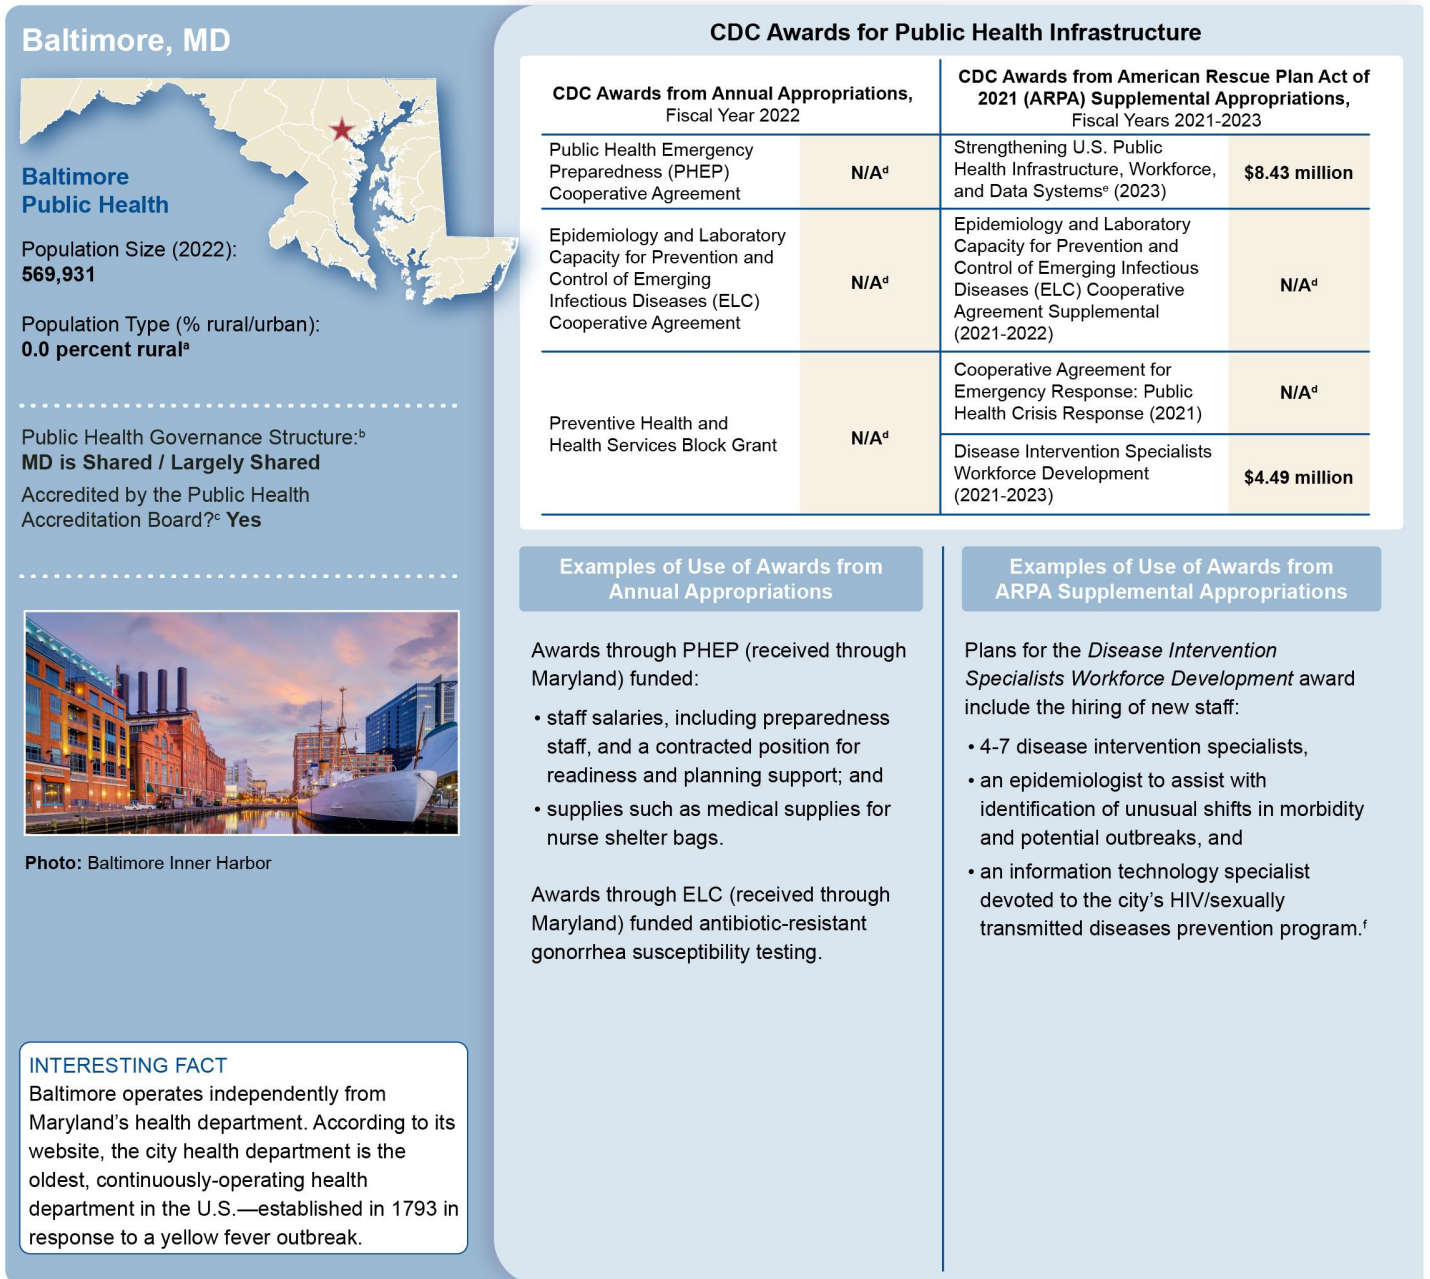 Baltimore, MD
Baltimore
Public Health
Population Size (2022):
569,931
Population Type (% rural/urban):
0.0 percent ruralᵃ
Public Health Governance Structure:ᵇ
MD is Shared / Largely Shared
Accredited by the Public Health
Accreditation Board?ᶜ Yes
Photo: Baltimore Inner Harbor
INTERESTING FACT
Baltimore operates independently from
Maryland's health department. According to its
website, the city health department is the
oldest, continuously-operating health
department in the U.S.—established in 1793 in
response to a yellow fever outbreak.
CDC Awards for Public Health Infrastructure
CDC Awards from Annual Appropriations,
Fiscal Year 2022
Public Health Emergency
Preparedness (PHEP)
Cooperative Agreement
N/Aᵈ
Epidemiology and Laboratory
Capacity for Prevention and
Control of Emerging
Infectious Diseases (ELC)
Cooperative Agreement
N/Aᵈ
Preventive Health and
Health Services Block Grant
N/Aᵈ
CDC Awards from American Rescue Plan Act of
2021 (ARPA) Supplemental Appropriations,
Fiscal Years 2021-2023
Strengthening U.S. Public
Health Infrastructure, Workforce,
and Data Systemsᵉ (2023)
$8.43 million
Epidemiology and Laboratory
Capacity for Prevention and
Control of Emerging Infectious
Diseases (ELC) Cooperative
Agreement Supplemental
(2021-2022)
N/Aᵈ
Cooperative Agreement for
Emergency Response: Public
Health Crisis Response (2021)
N/Aᵈ
Disease Intervention Specialists
Workforce Development
(2021-2023)
$4.49 million
Examples of Use of Awards from
Annual Appropriations
Awards through PHEP (received through
Maryland) funded:
• staff salaries, including preparedness
staff, and a contracted position for
readiness and planning support; and
• supplies such as medical supplies for
nurse shelter bags.
Awards through ELC (received through
Maryland) funded antibiotic-resistant
gonorrhea susceptibility testing.
Examples of Use of Awards from
ARPA Supplemental Appropriations
Plans for the Disease Intervention
Specialists Workforce Development award
include the hiring of new staff:
• 4-7 disease intervention specialists,
• an epidemiologist to assist with
identification of unusual shifts in morbidity
and potential outbreaks, and
• an information technology specialist
devoted to the city's HIV/sexually
transmitted diseases prevention program.ᶠ